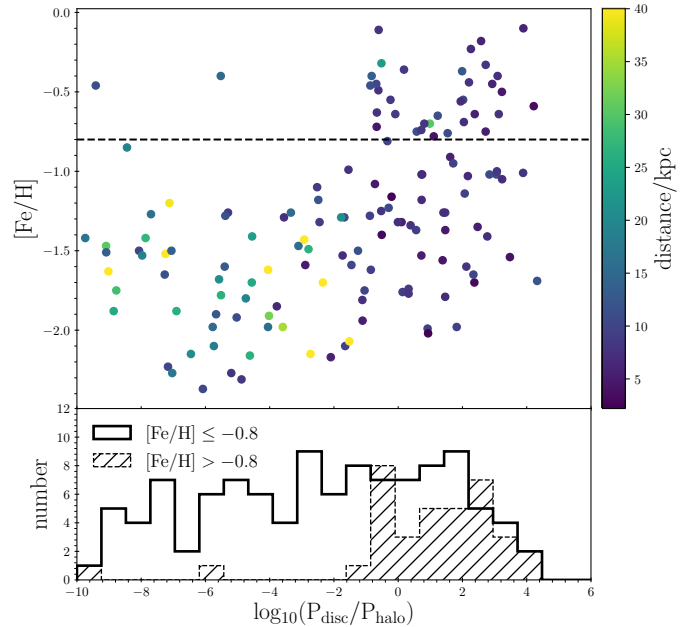 0.0
−0.5
−1.0
−1.5
−2.0
[Fe/H]
40
35
30
25
20
15
10
5
distance/kpc
12
10
8
6
4
2
0
number
[Fe/H] ≤ −0.8
[Fe/H] > −0.8
−10 −8 −6 −4 −2 0 2 4 6
log₁₀(P_disc/P_halo)